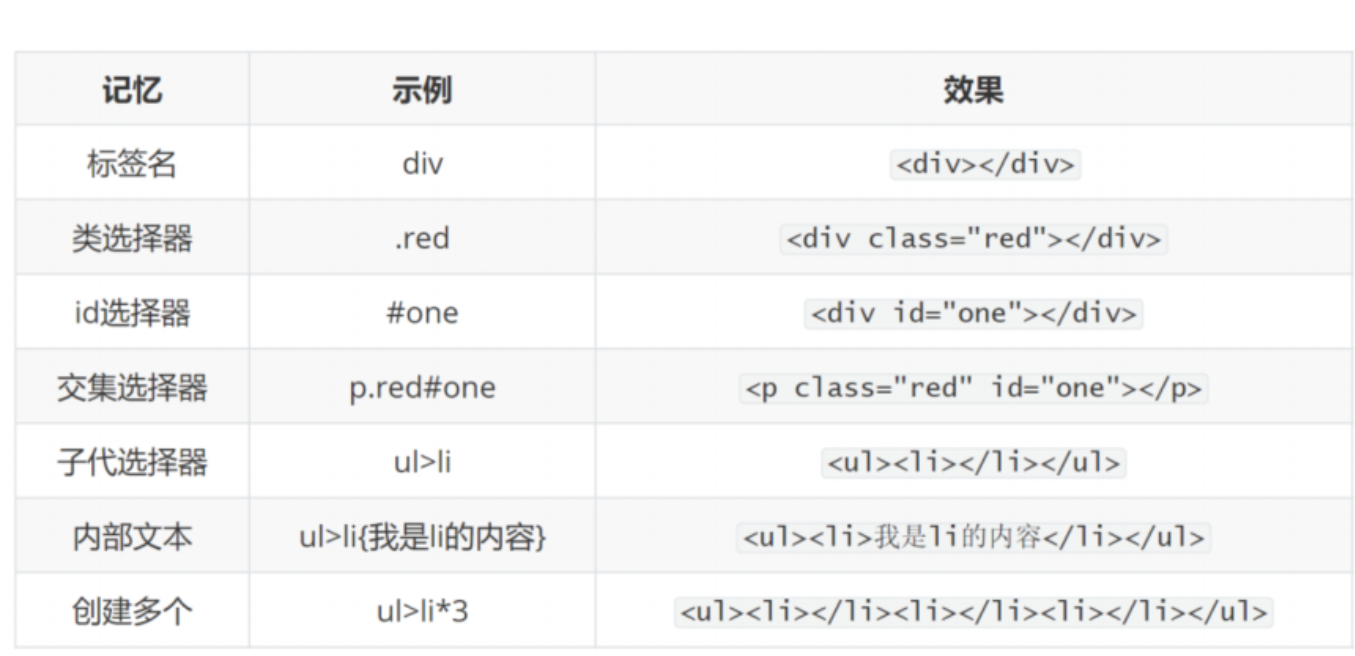 记忆 示例 效果
标签名 div <div></div>
类选择器 .red <div class="red"></div>
id选择器 #one <div id="one"></div>
交集选择器 p.red#one <p class="red" id="one"></p>
子代选择器 ul>li <ul><li></li></ul>
内部文本 ul>li{我是li的内容} <ul><li>我是li的内容</li></ul>
创建多个 ul>li*3 <ul><li></li><li></li><li></li></ul>